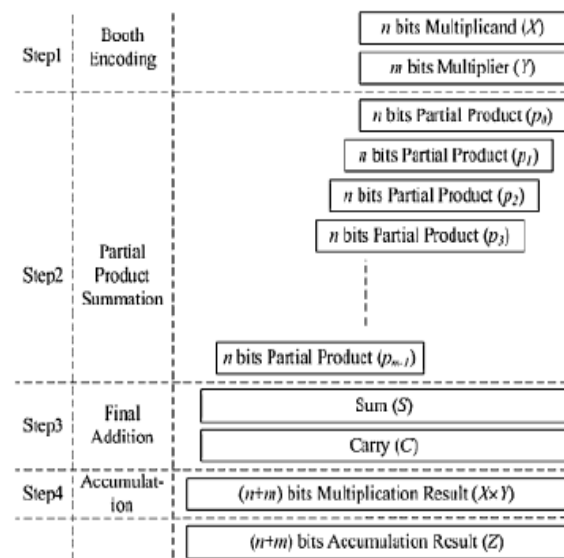 Step1
Booth
Encoding
n bits Multiplicand (X)
m bits Multiplier (Y)
Step2
Partial
Product
Summation
n bits Partial Product (p0)
n bits Partial Product (p1)
n bits Partial Product (p2)
n bits Partial Product (p3)
n bits Partial Product (pm-1)
Step3
Final
Addition
Sum (S)
Carry (C)
Step4
Accumulat-
ion
(n+m) bits Multiplication Result (X×Y)
(n+m) bits Accumulation Result (Z)